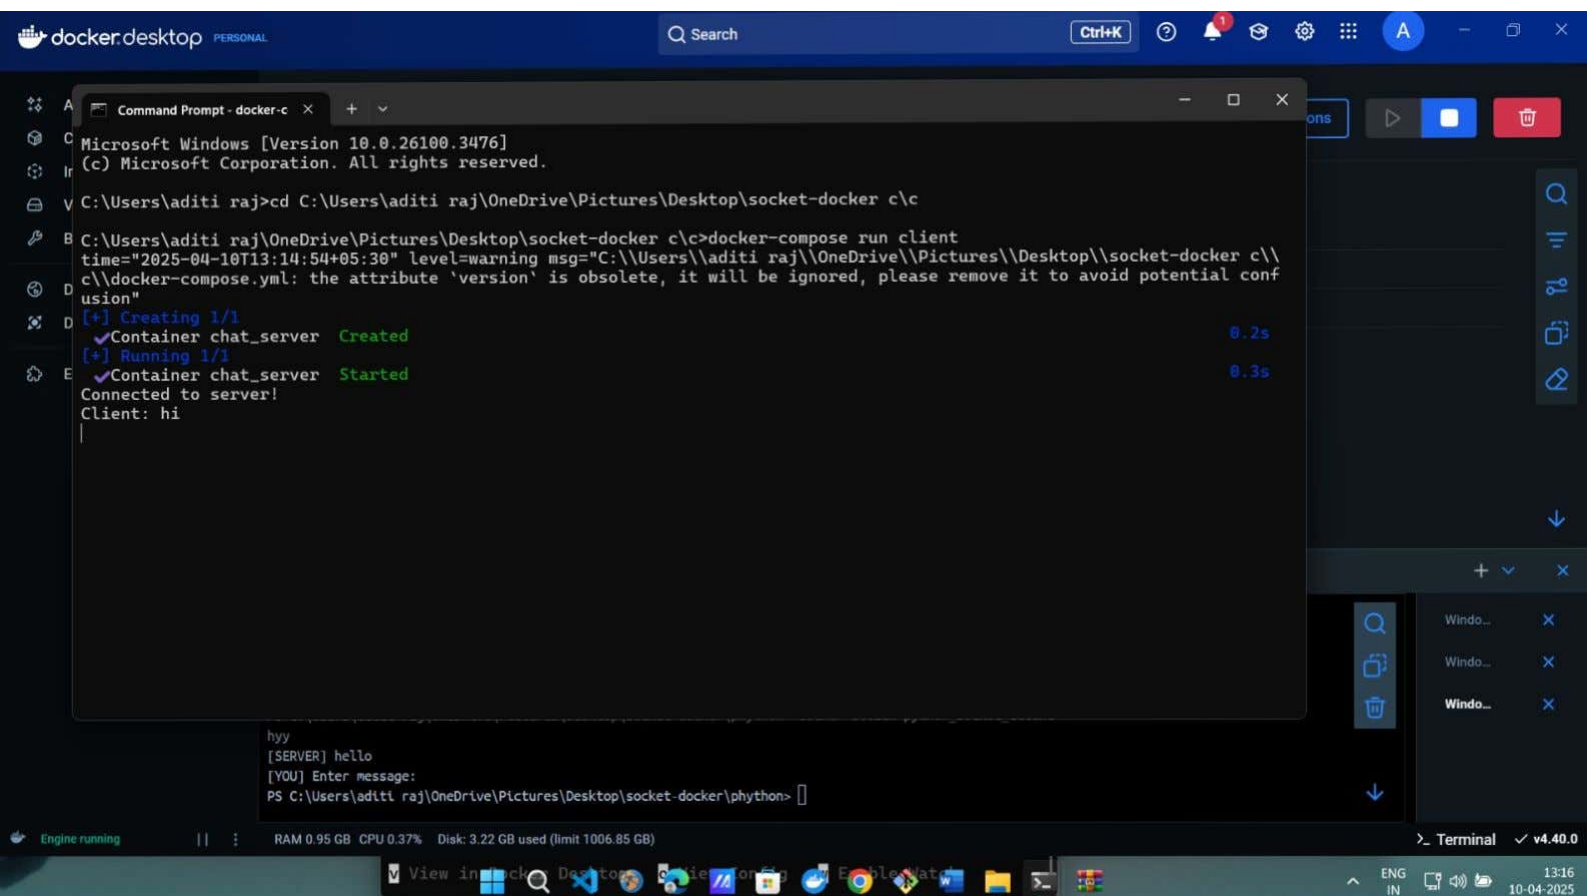 docker desktop PERSONAL
Search
Ctrl+K
1
A
Command Prompt - docker-c
Microsoft Windows [Version 10.0.26100.3476]
(c) Microsoft Corporation. All rights reserved.
C:\Users\aditi raj>cd C:\Users\aditi raj\OneDrive\Pictures\Desktop\socket-docker c\c
C:\Users\aditi raj\OneDrive\Pictures\Desktop\socket-docker c\c>docker-compose run client
time="2025-04-10T13:14:54+05:30" level=warning msg="C:\\Users\\aditi raj\\OneDrive\\Pictures\\Desktop\\socket-docker c\\
c\\docker-compose.yml: the attribute `version` is obsolete, it will be ignored, please remove it to avoid potential conf
usion"
[+] Creating 1/1
✔Container chat_server Created 0.2s
[+] Running 1/1
✔Container chat_server Started 0.3s
Connected to server!
Client: hi
ons
Windo...
Windo...
Windo...
hyy
[SERVER] hello
[YOU] Enter message:
PS C:\Users\aditi raj\OneDrive\Pictures\Desktop\socket-docker\phython>
Engine running
RAM 0.95 GB CPU 0.37% Disk: 3.22 GB used (limit 1006.85 GB)
>_ Terminal ✓ v4.40.0
v View in
ENG
IN
13:16
10-04-2025